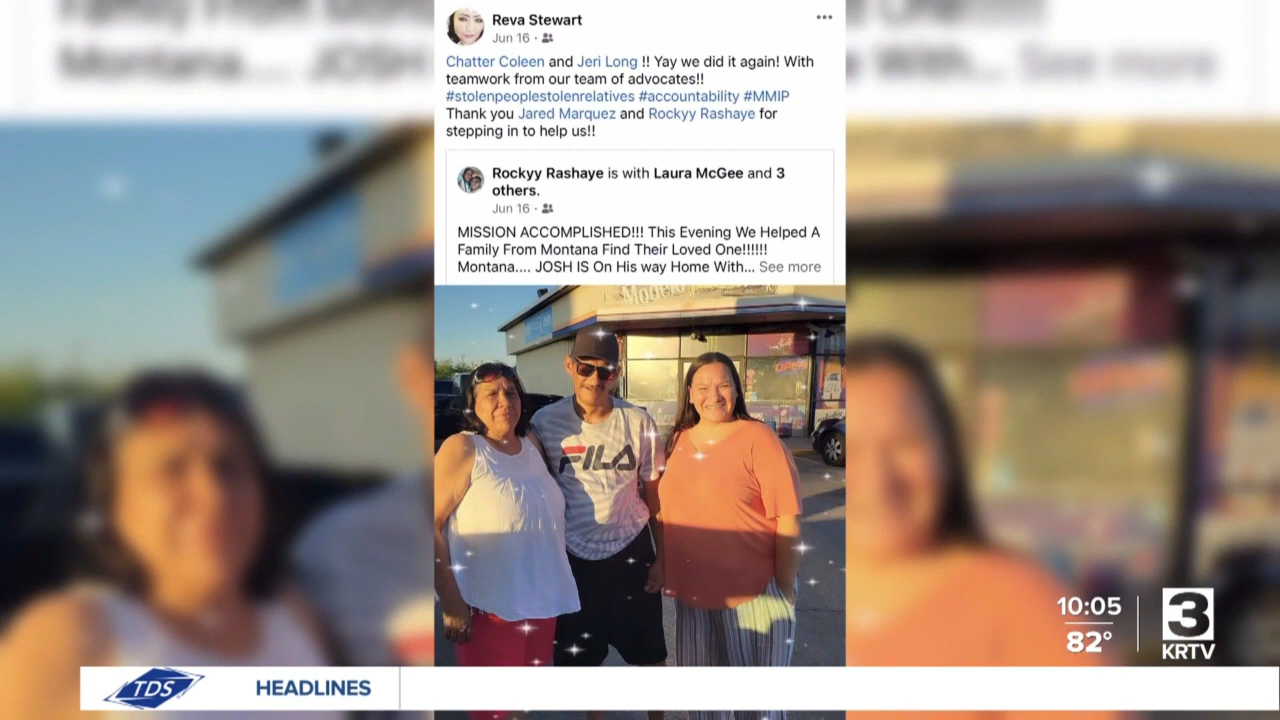 Reva Stewart
Jun 16 ·
Chatter Coleen and Jeri Long !! Yay we did it again! With
teamwork from our team of advocates!!
#stolenpeoplestolenrelatives #accountability #MMIP
Thank you Jared Marquez and Rockyy Rashaye for
stepping in to help us!!
Rockyy Rashaye is with Laura McGee and 3
others.
Jun 16 ·
MISSION ACCOMPLISHED!!! This Evening We Helped A
Family From Montana Find Their Loved One!!!!!!
Montana.... JOSH IS On His way Home With... See more
Modelo
OPEN
FILA
10:05
82°
3
KRTV
TDS
HEADLINES